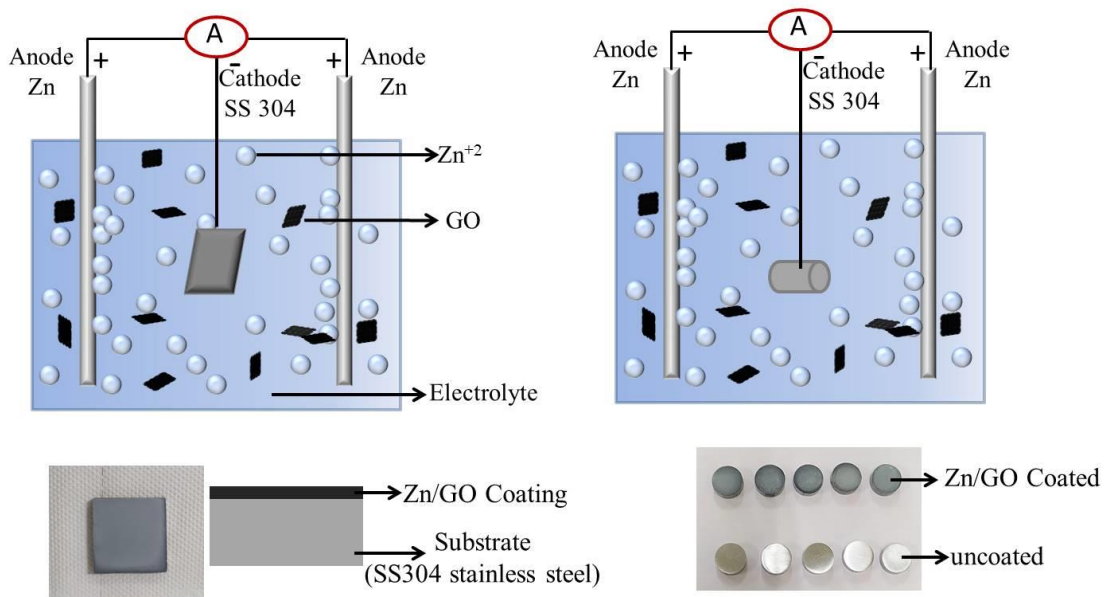 A
+
-
+
Anode
Zn
Cathode
SS 304
Anode
Zn
Zn+2
GO
Electrolyte
A
+
-
+
Anode
Zn
Cathode
SS 304
Anode
Zn
Zn/GO Coating
Substrate
(SS304 stainless steel)
Zn/GO Coated
uncoated